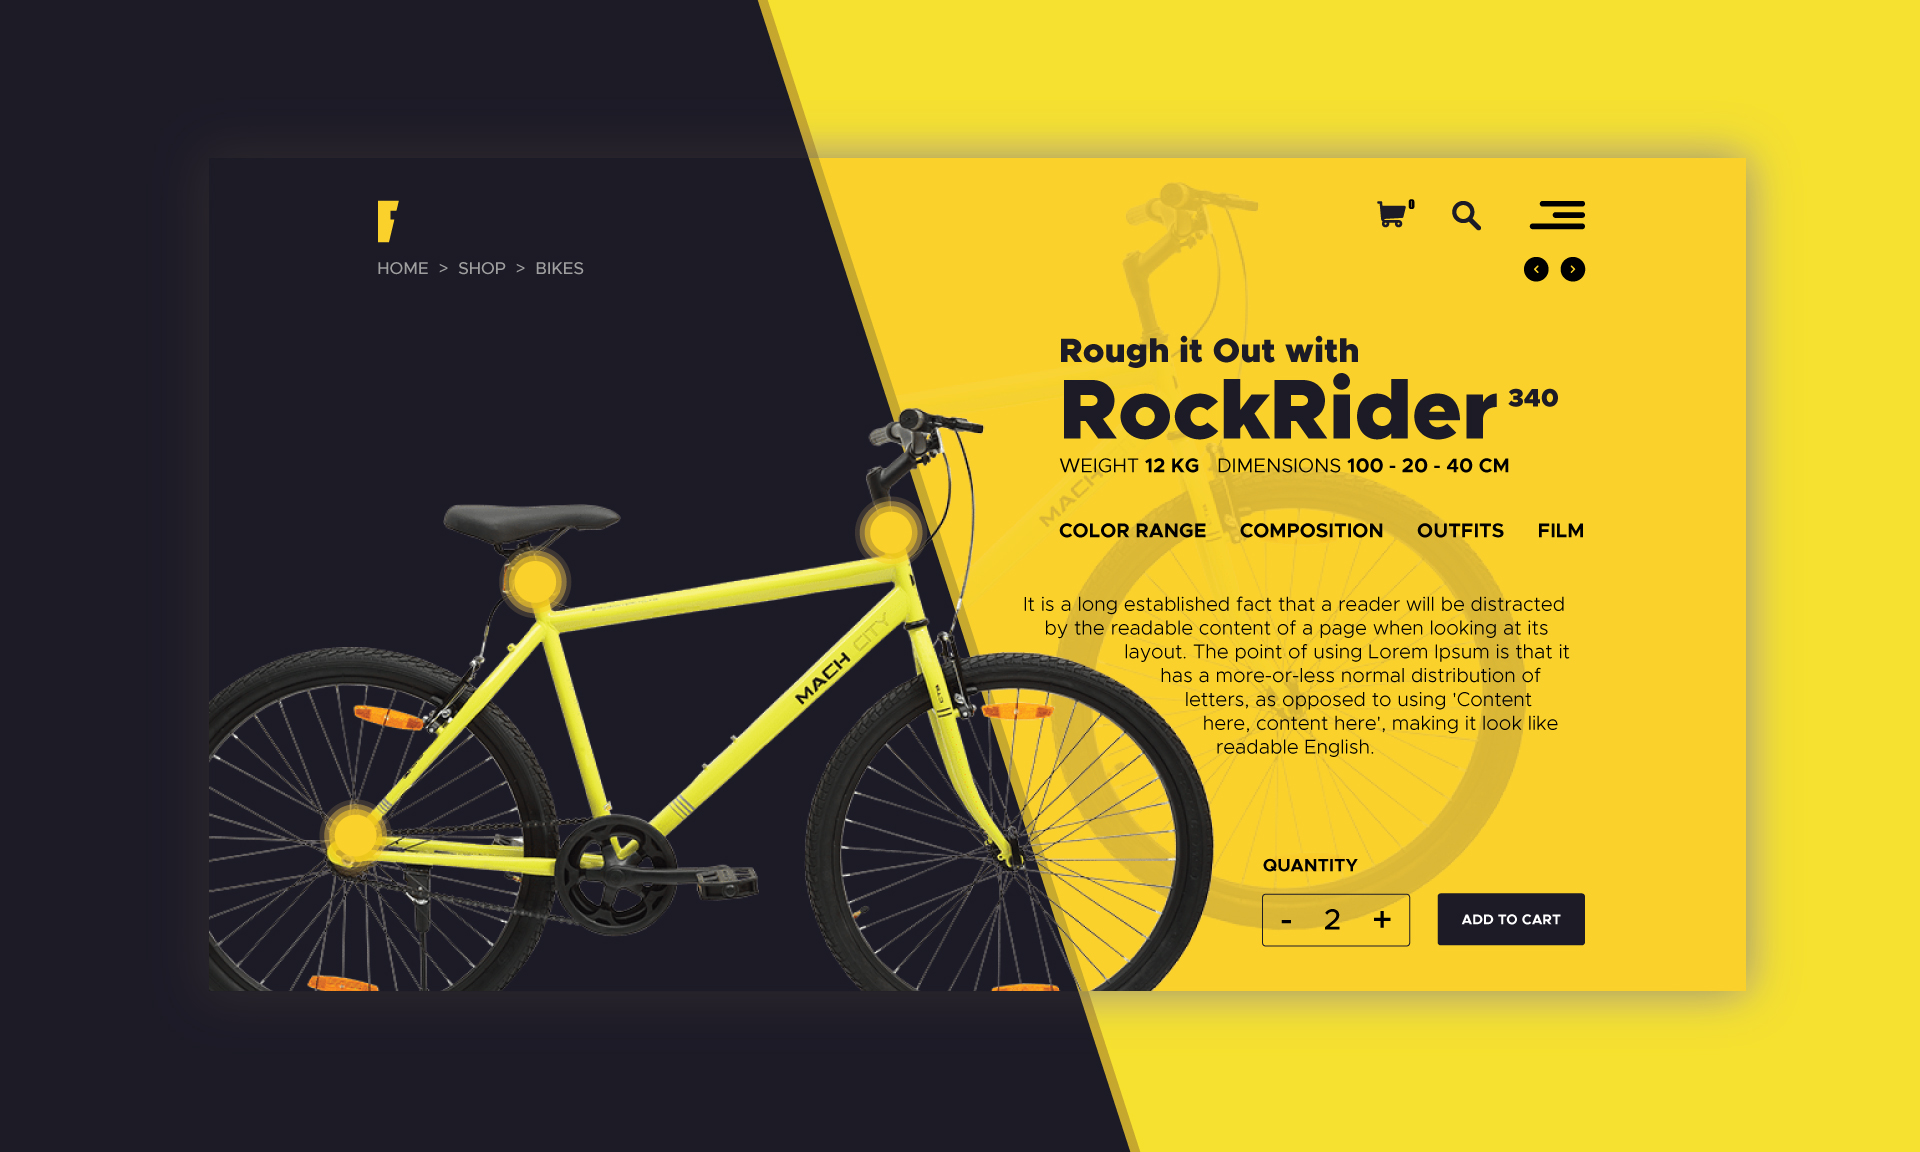 F
0
HOME > SHOP > BIKES
Rough it Out with
RockRider 340
WEIGHT 12 KG DIMENSIONS 100 - 20 - 40 CM
MACH
COLOR RANGE COMPOSITION OUTFITS FILM
It is a long established fact that a reader will be distracted
by the readable content of a page when looking at its
layout. The point of using Lorem Ipsum is that it
has a more-or-less normal distribution of
letters, as opposed to using 'Content
here, content here', making it look like
readable English.
MACH CITY
QUANTITY
- 2 +
ADD TO CART